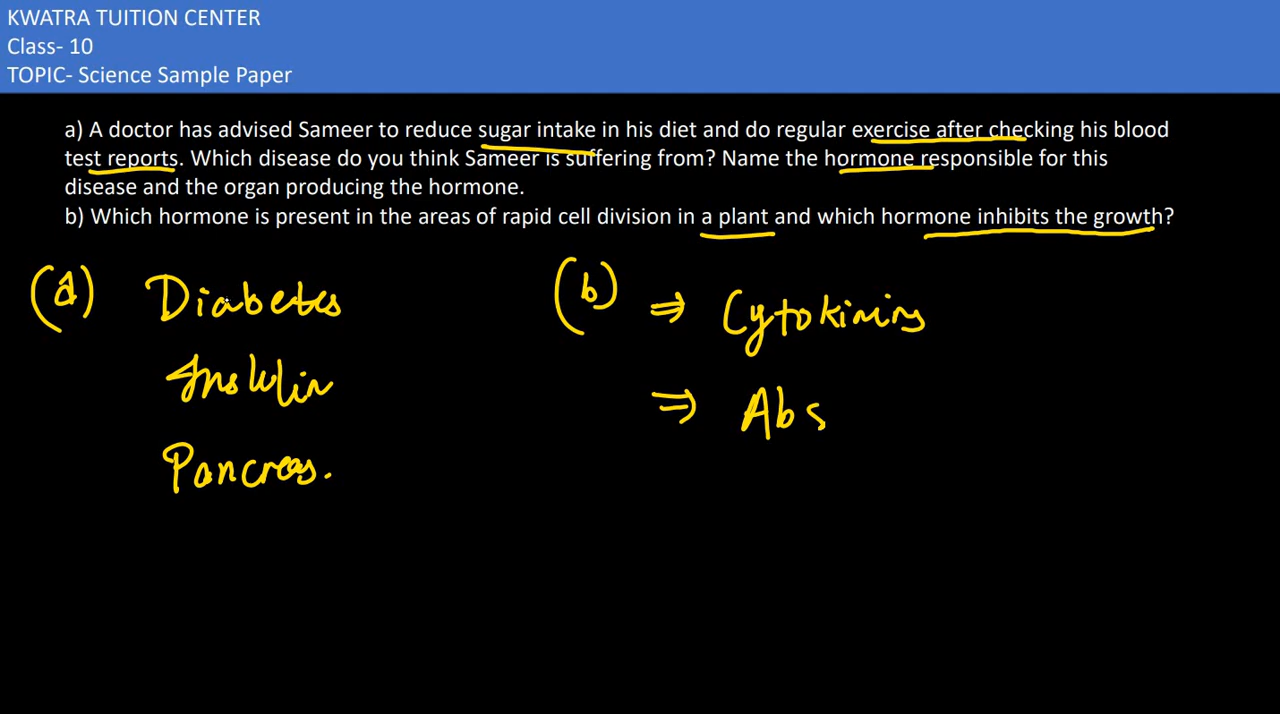 KWATRA TUITION CENTER
Class- 10
TOPIC- Science Sample Paper
a) A doctor has advised Sameer to reduce sugar intake in his diet and do regular exercise after checking his blood
test reports. Which disease do you think Sameer is suffering from? Name the hormone responsible for this
disease and the organ producing the hormone.
b) Which hormone is present in the areas of rapid cell division in a plant and which hormone inhibits the growth?
(a) Diabetes
Insulin
Pancreas.
(b) ⇒ Cytokinins
⇒ Abs